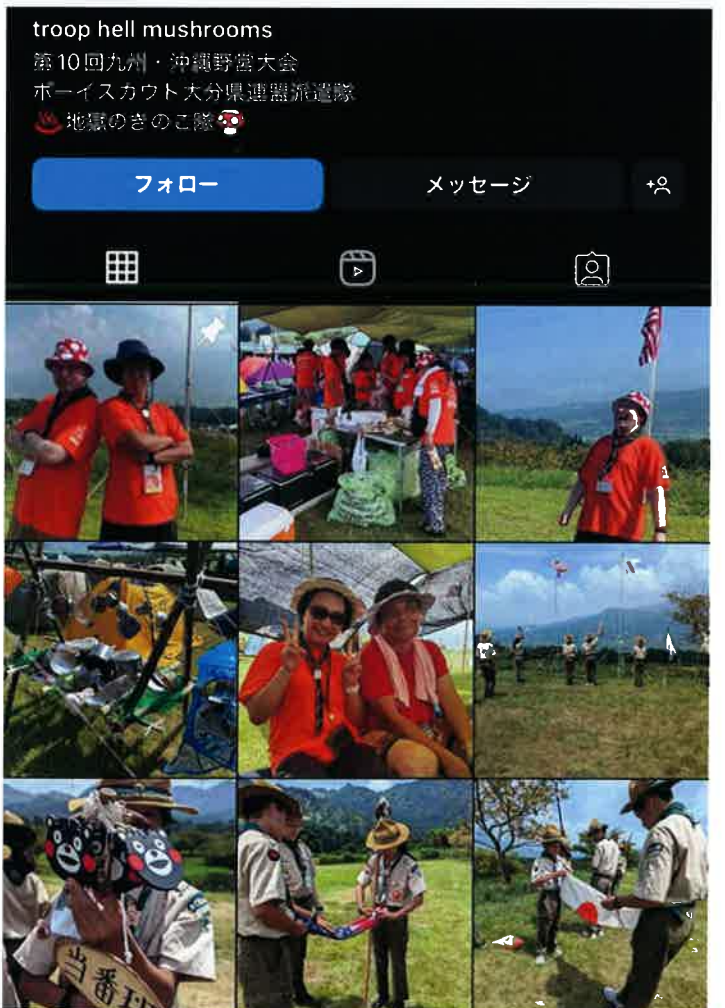 troop hell mushrooms
第10回九州・沖縄野営大会
ボーイスカウト大分県連盟派遣隊
地獄のきのこ隊
フォロー
メッセージ
当番